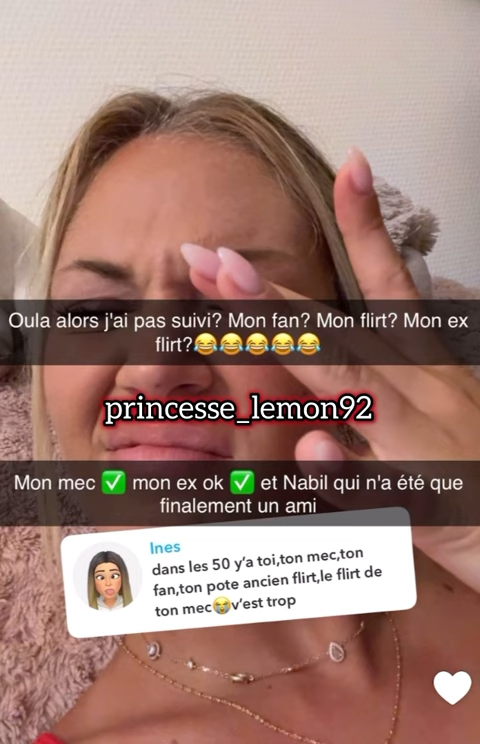 Oula alors j'ai pas suivi? Mon fan? Mon flirt? Mon ex
flirt?😂😂😂😂😂
princesse_lemon92
Mon mec ✅ mon ex ok ✅ et Nabil qui n'a été que
finalement un ami
Ines
dans les 50 y'a toi,ton mec,ton
fan,ton pote ancien flirt,le flirt de
ton mec😭v'est trop